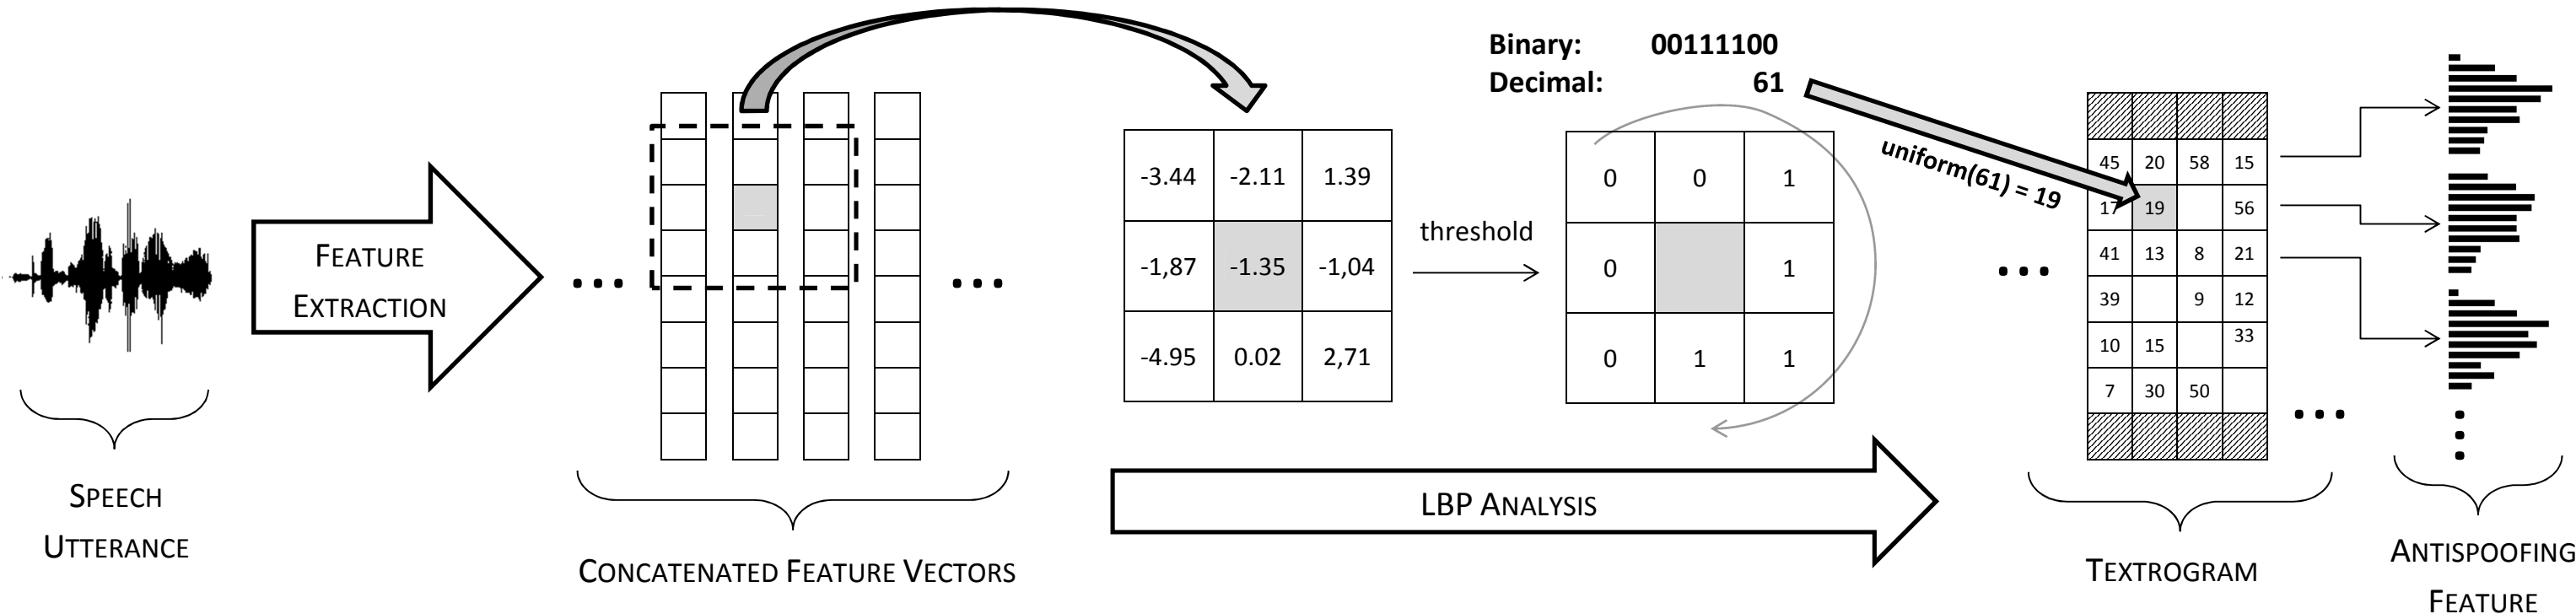 SPEECH
UTTERANCE
FEATURE
EXTRACTION
...
...
CONCATENATED FEATURE VECTORS
-3.44 -2.11 1.39
-1,87 -1.35 -1,04
-4.95 0.02 2,71
threshold
Binary: 00111100
Decimal: 61
0 0 1
0 1
0 1 1
LBP ANALYSIS
uniform(61) = 19
...
45 20 58 15
17 19 56
41 13 8 21
39 9 12
10 15 33
7 30 50
...
TEXTROGRAM
...
ANTISPOOFING
FEATURE